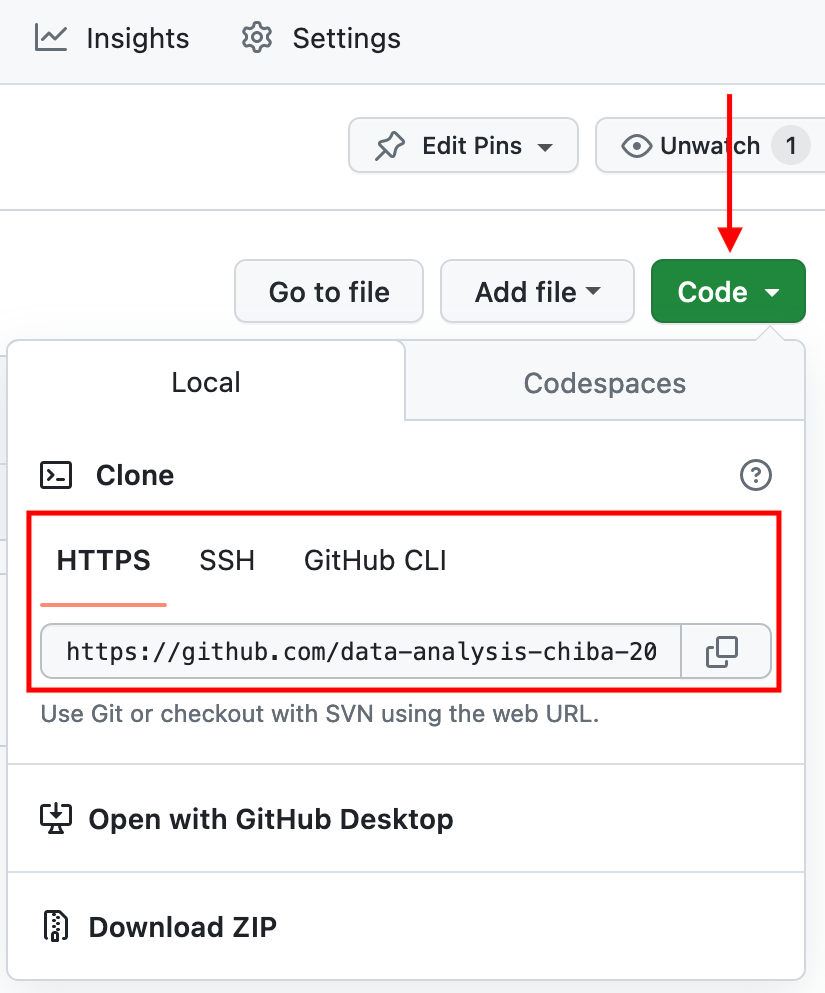 Insights Settings
Edit Pins Unwatch 1
Go to file Add file Code
Local Codespaces
Clone
HTTPS SSH GitHub CLI
https://github.com/data-analysis-chiba-20
Use Git or checkout with SVN using the web URL.
Open with GitHub Desktop
Download ZIP